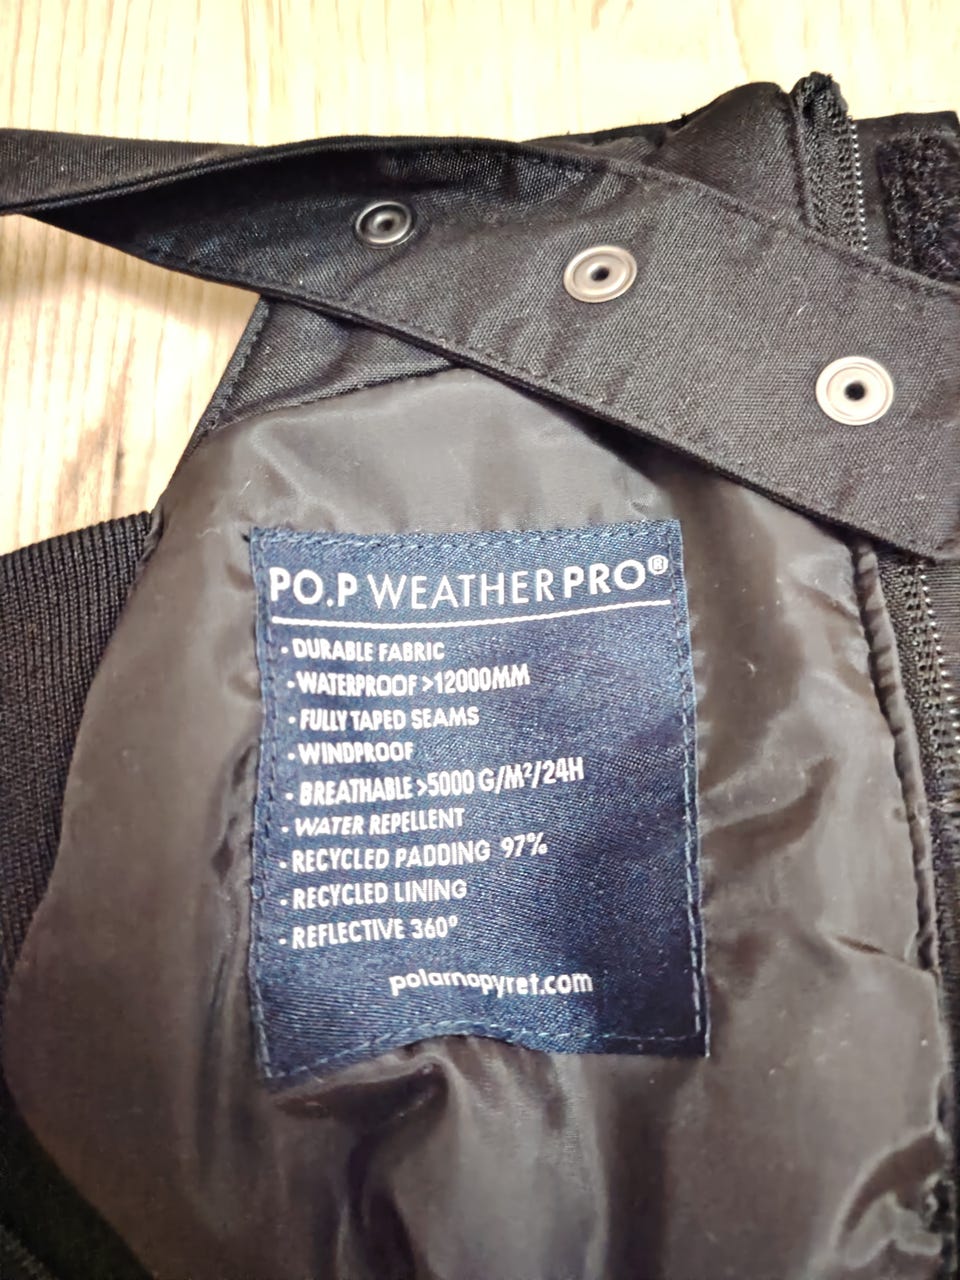 PO.P WEATHERPRO®
• DURABLE FABRIC
• WATERPROOF >12000MM
• FULLY TAPED SEAMS
• WINDPROOF
• BREATHABLE >5000 G/M²/24H
• WATER REPELLENT
• RECYCLED PADDING 97%
• RECYCLED LINING
• REFLECTIVE 360°
polarnopyret.com